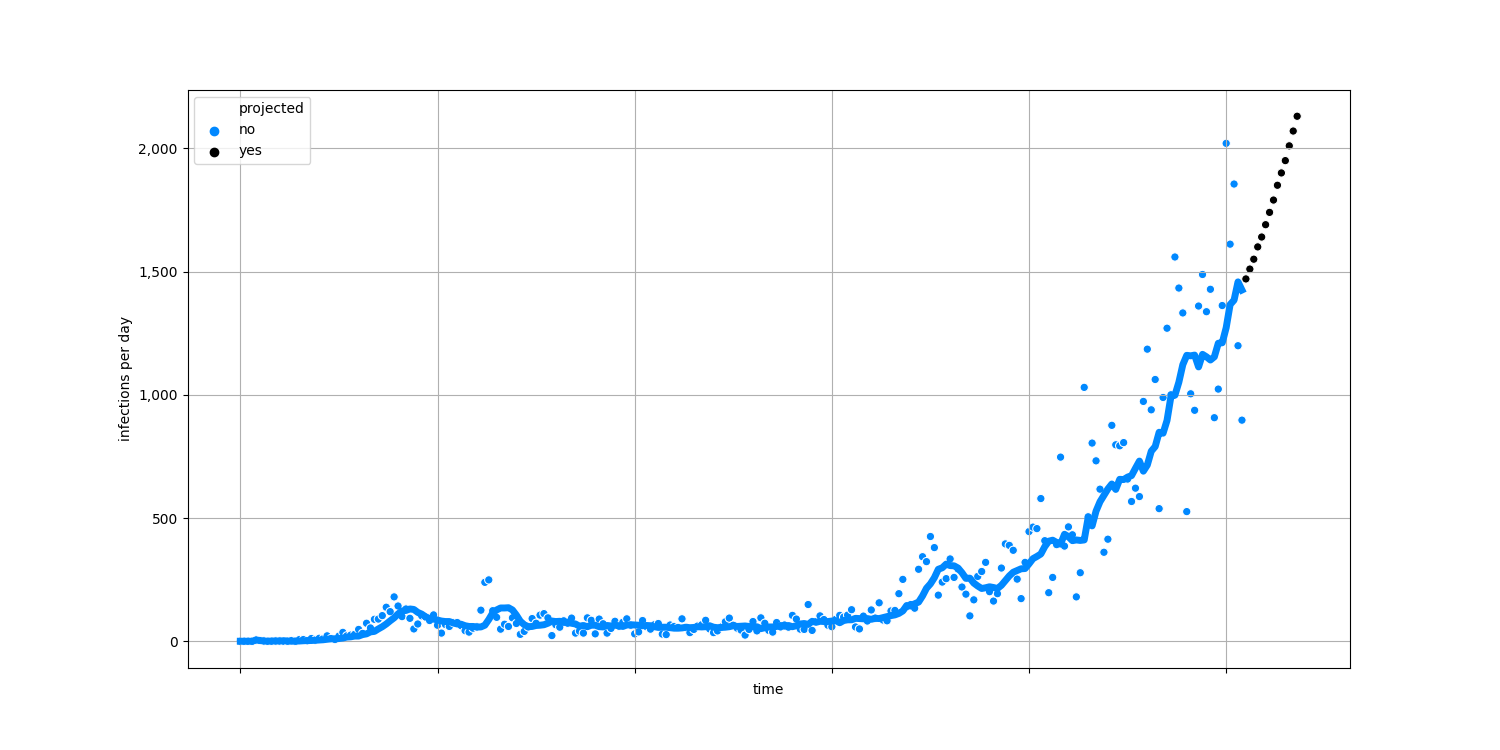 projected
no
yes
2,000
1,500
1,000
500
0
infections per day
time